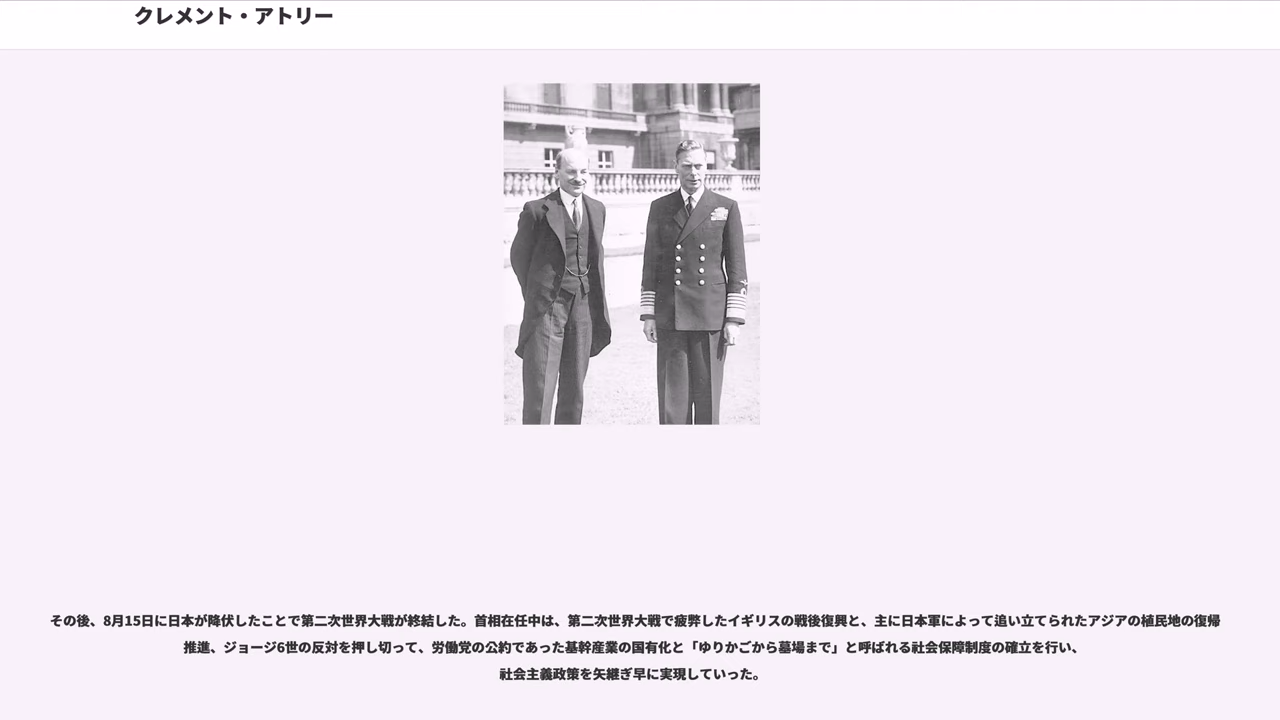 クレメント・アトリー
その後、8月15日に日本が降伏したことで第二次世界大戦が終結した。首相在任中は、第二次世界大戦で疲弊したイギリスの戦後復興と、主に日本軍によって追い立てられたアジアの植民地の復帰
推進、ジョージ6世の反対を押し切って、労働党の公約であった基幹産業の国有化と「ゆりかごから墓場まで」と呼ばれる社会保障制度の確立を行い、
社会主義政策を矢継ぎ早に実現していった。